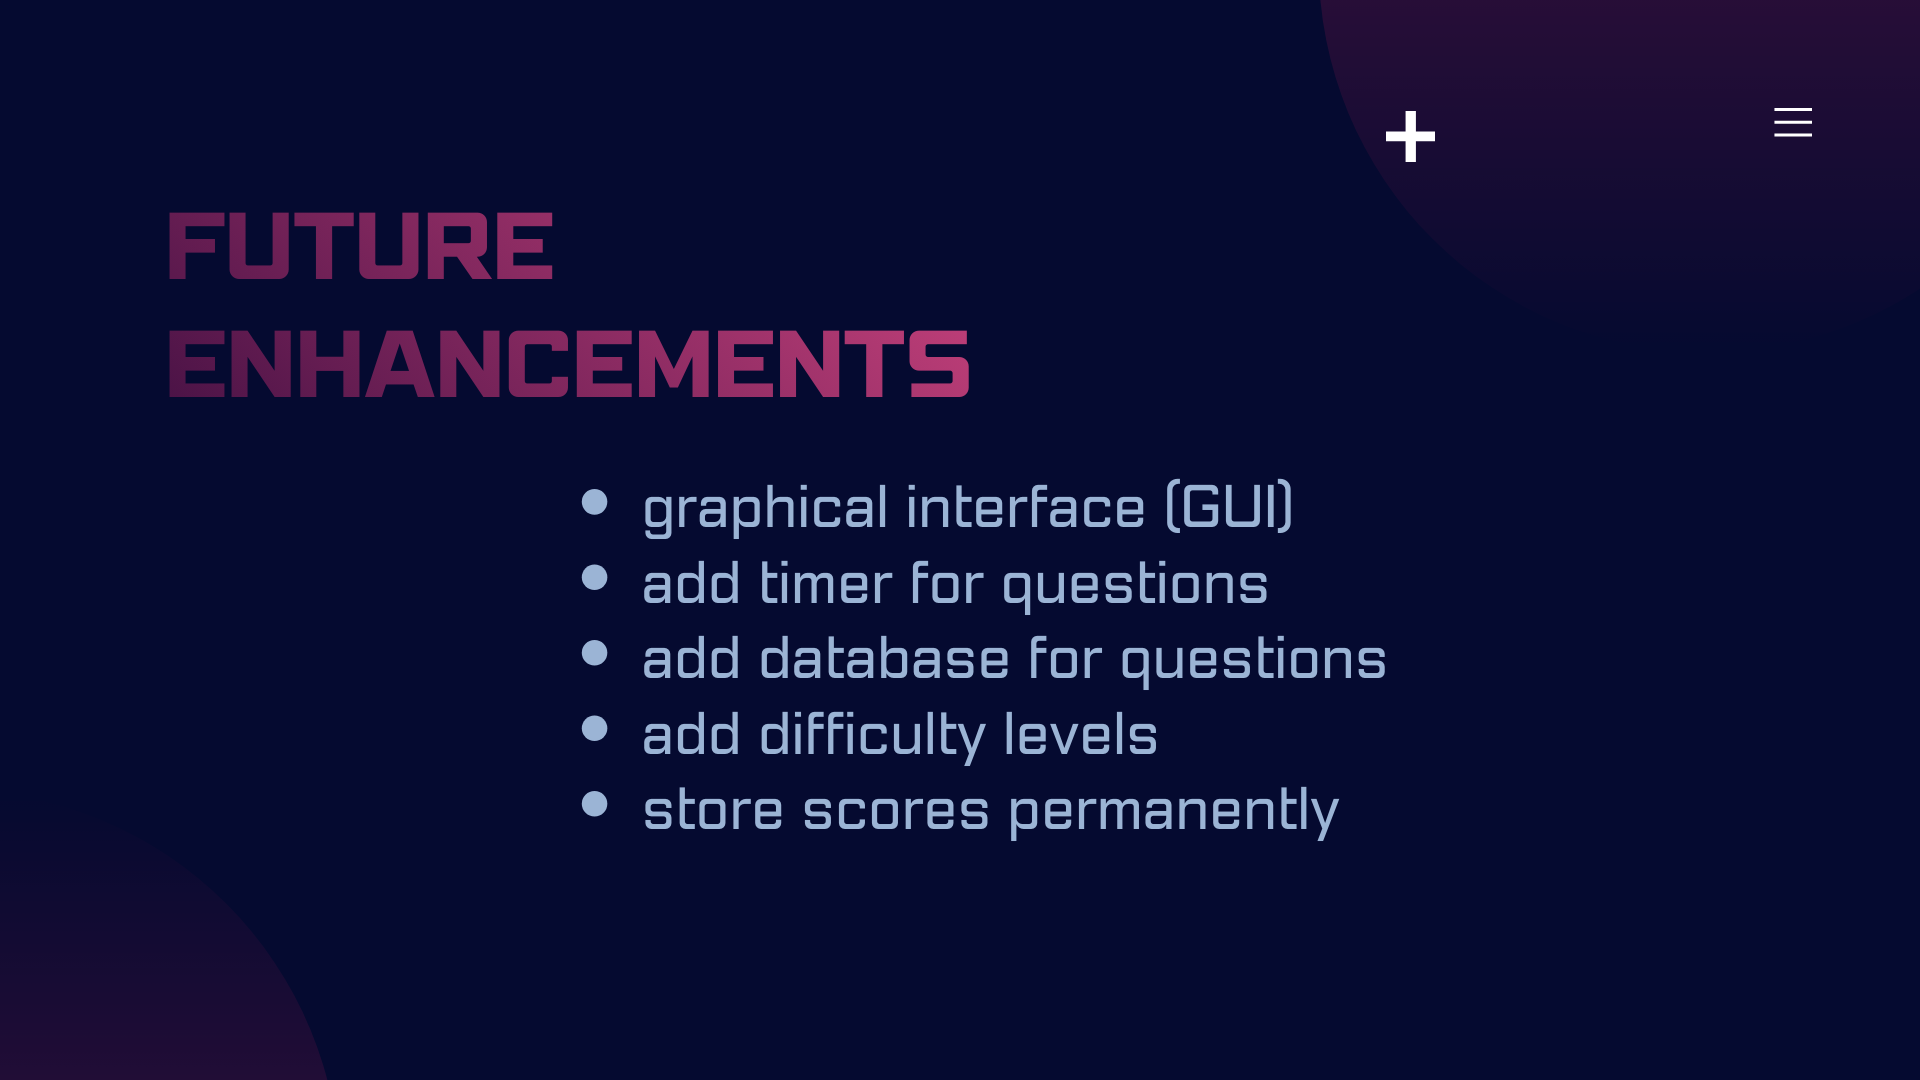 FUTURE
ENHANCEMENTS
• graphical interface (GUI)
• add timer for questions
• add database for questions
• add difficulty levels
• store scores permanently